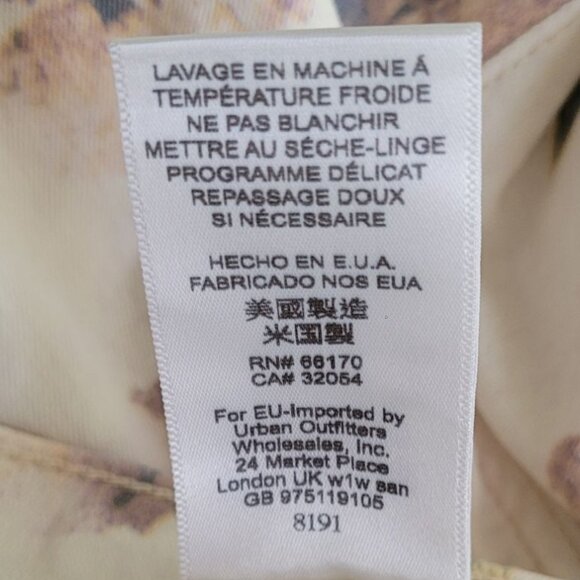 LAVAGE EN MACHINE Á
TEMPÉRATURE FROIDE
NE PAS BLANCHIR
METTRE AU SÉCHE-LINGE
PROGRAMME DÉLICAT
REPASSAGE DOUX
SI NÉCESSAIRE
HECHO EN E.U.A.
FABRICADO NOS EUA
美國製造
米国製
RN# 66170
CA# 32054
For EU-Imported by
Urban Outfitters
Wholesales, Inc.
24 Market Place
London UK w1w san
GB 975119105
8191